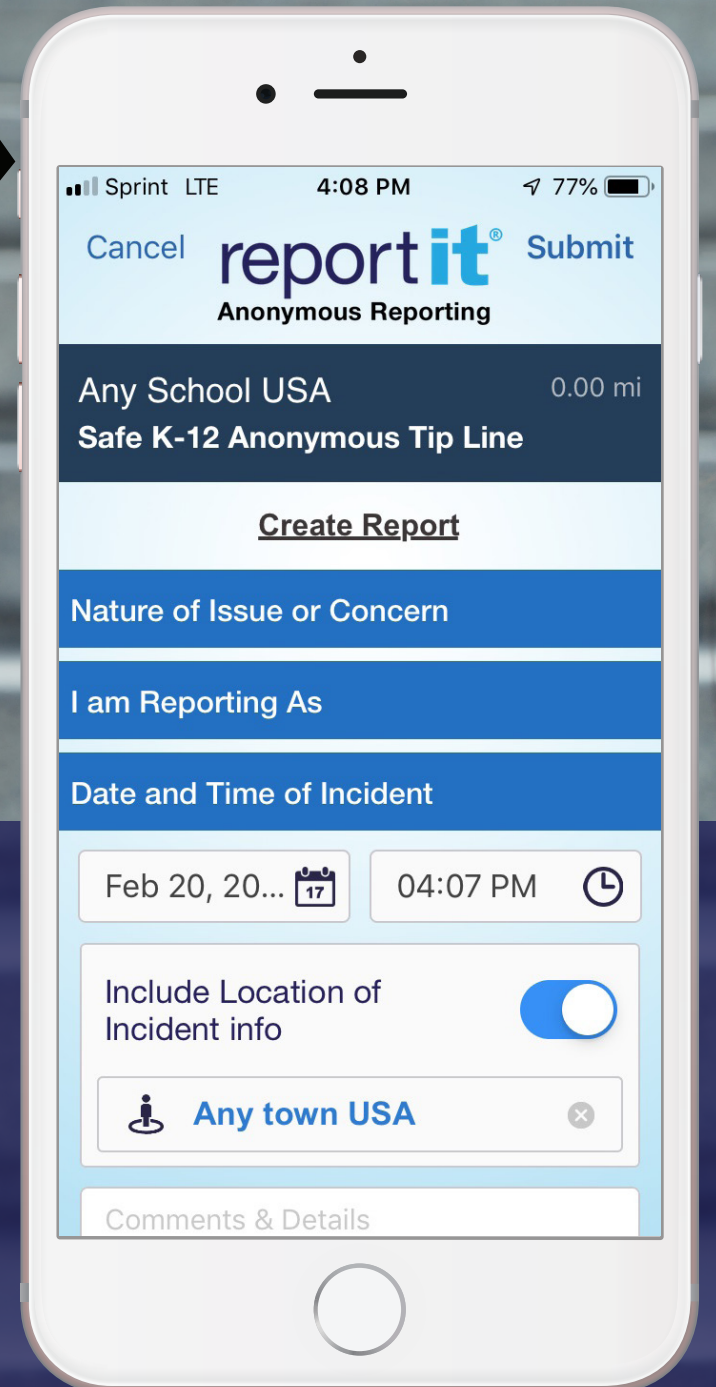 Sprint LTE 4:08 PM 77%
Cancel reportit® Submit
Anonymous Reporting
Any School USA 0.00 mi
Safe K-12 Anonymous Tip Line
Create Report
Nature of Issue or Concern
I am Reporting As
Date and Time of Incident
Feb 20, 20... 17 04:07 PM
Include Location of
Incident info
Any town USA
Comments & Details